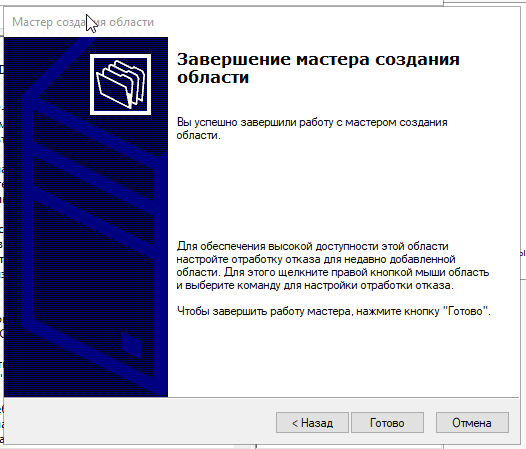 Мастер создания области
Завершение мастера создания
области
Вы успешно завершили работу с мастером создания
области.
Для обеспечения высокой доступности этой области
настройте отработку отказа для недавно добавленной
области. Для этого щелкните правой кнопкой мыши область
и выберите команду для настройки отработки отказа.
Чтобы завершить работу мастера, нажмите кнопку "Готово".
< Назад
Готово
Отмена